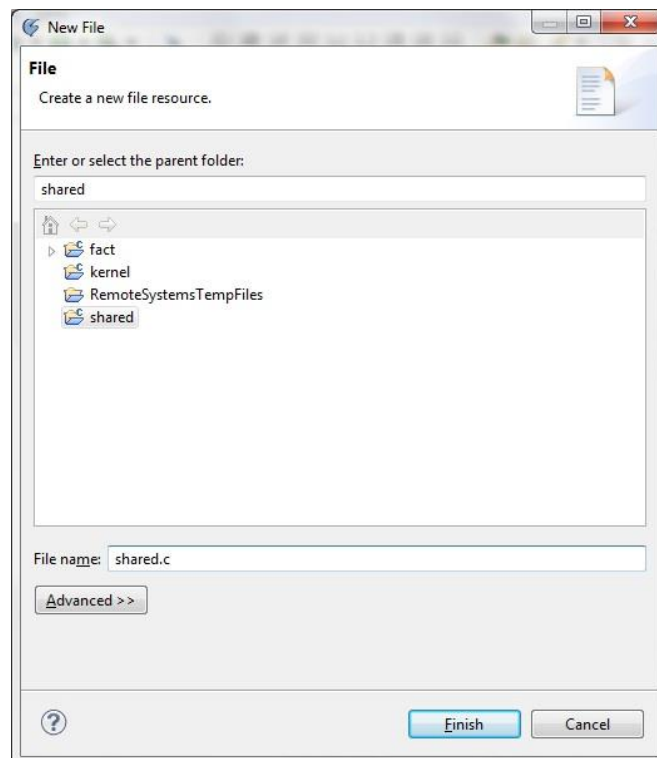 New File
File
Create a new file resource.
Enter or select the parent folder:
shared
fact
kernel
RemoteSystemsTempFiles
shared
File name: shared.c
Advanced >>
Finish
Cancel